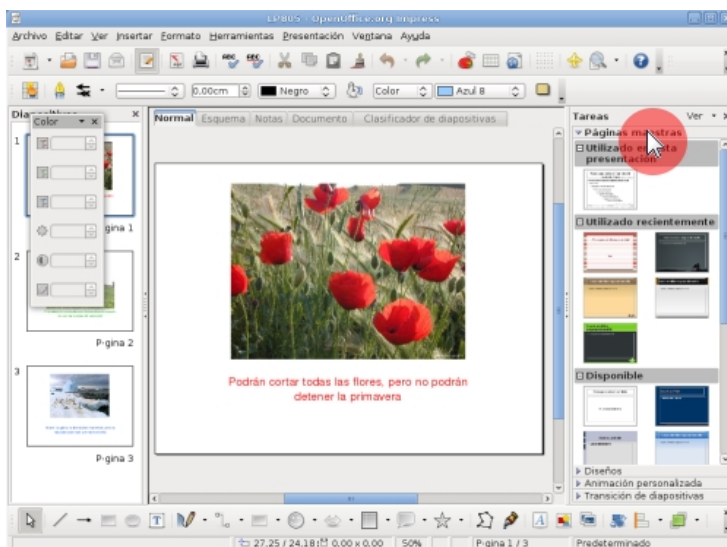 EP805 - OpenOffice.org Impress
Archivo Editar Ver Insertar Formato Herramientas Presentación Ventana Ayuda
0.00cm Negro Color Azul 8
Color
Normal Esquema Notas Documento Clasificador de diapositivas
Tareas Ver
Páginas maestras
Utilizado en esta
presentación
Utilizado recientemente
1
gina 1
2
P·gina 2
3
P·gina 3
Podrán cortar todas las flores, pero no podrán
detener la primavera
Disponible
Diseños
Animación personalizada
Transición de diapositivas
27,25 / 24,18 0,00 x 0,00 50% P·gina 1 / 3 Predeterminado